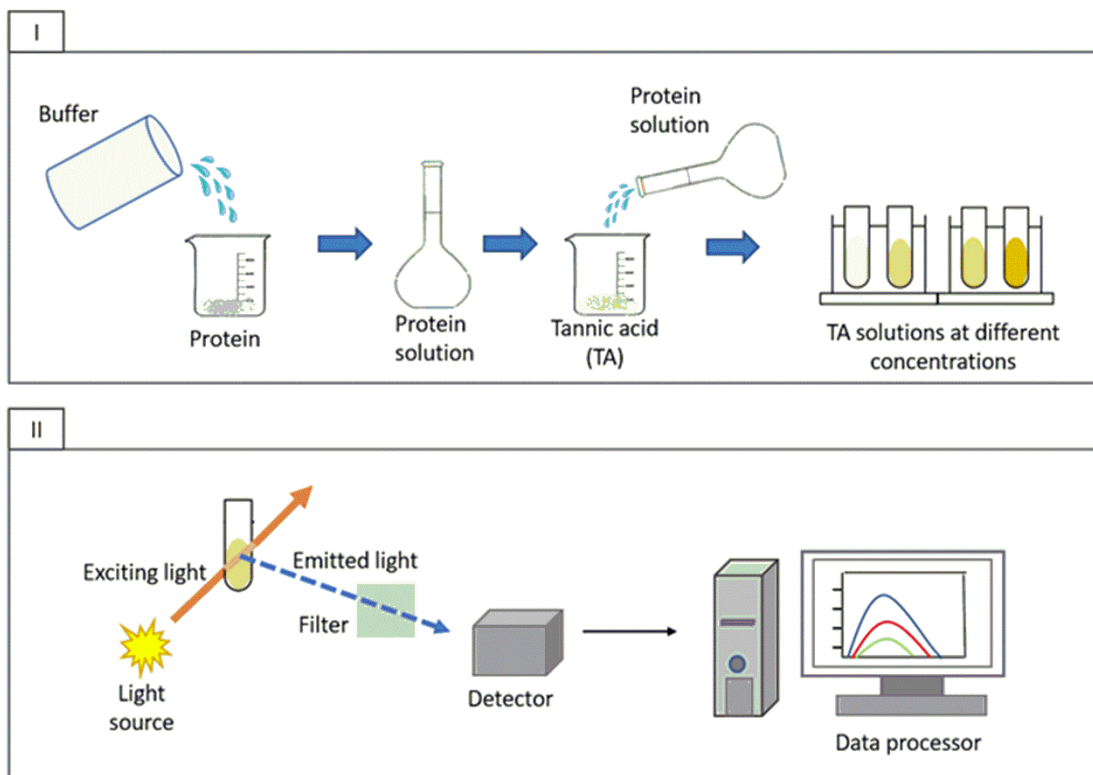 I
Buffer
Protein
Protein
solution
Protein
solution
Tannic acid
(TA)
TA solutions at different
concentrations
II
Exciting light
Emitted light
Filter
Light
source
Detector
Data processor